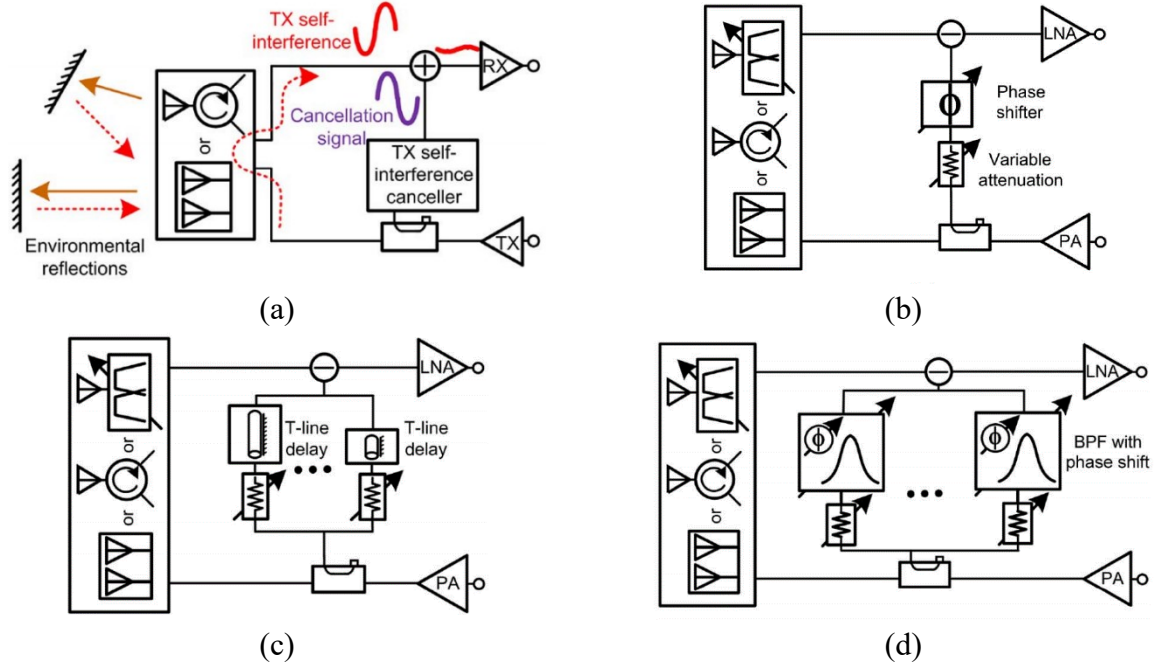 TX self-
interference
RX
Cancellation
signal
or
TX self-
interference
canceller
TX
Environmental
reflections
(a)
LNA
Φ
Phase
shifter
or
Variable
attenuation
or
PA
(b)
LNA
T-line
delay
T-line
delay
or
or
PA
(c)
LNA
Φ
Φ
BPF with
phase shift
or
or
PA
(d)